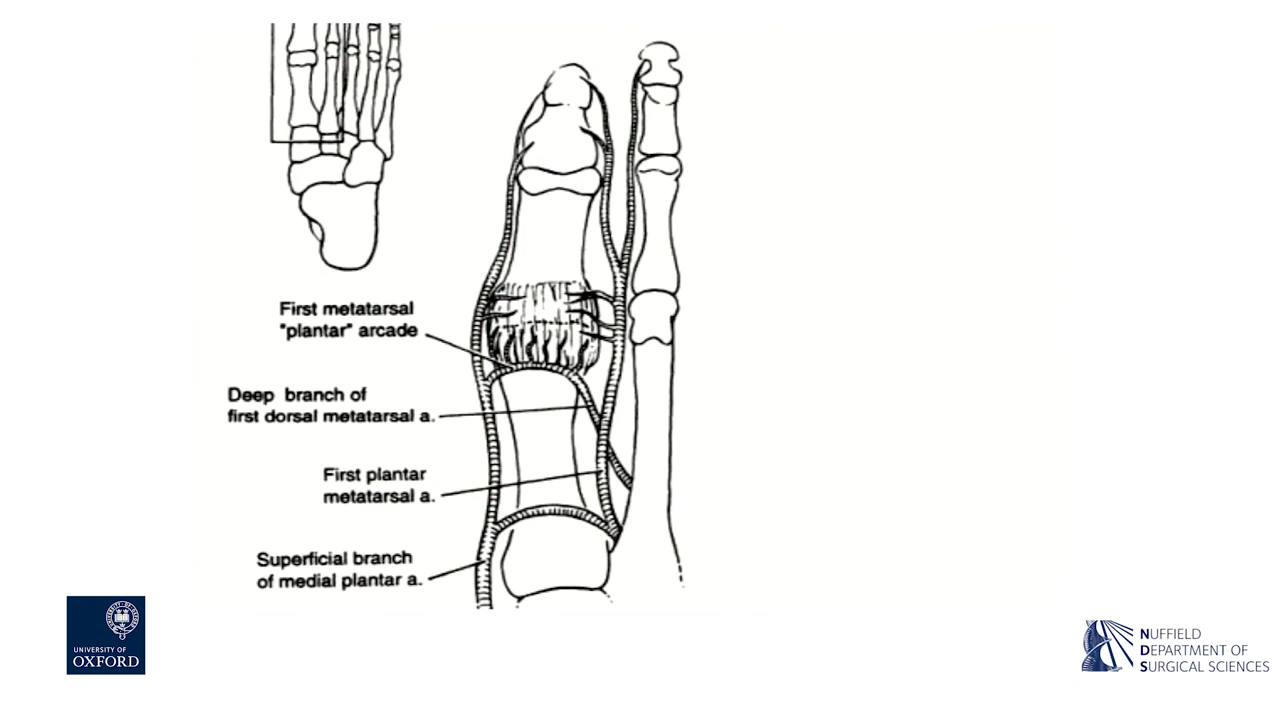 First metatarsal
"plantar" arcade
Deep branch of
first dorsal metatarsal a.
First plantar
metatarsal a.
Superficial branch
of medial plantar a.
UNIVERSITY OF
OXFORD
NUFFIELD
DEPARTMENT OF
SURGICAL SCIENCES